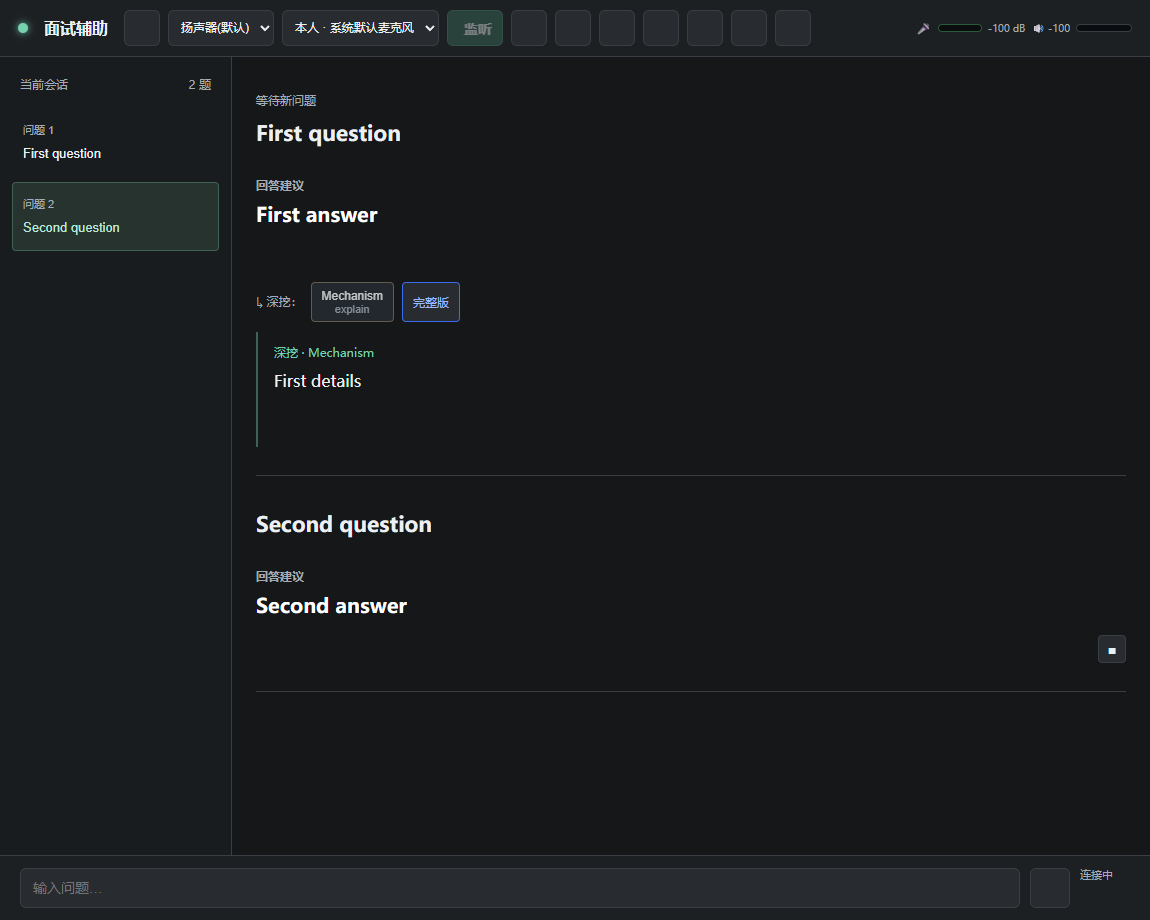 面试辅助
扬声器(默认)
本人 · 系统默认麦克风
监听
-100 dB
-100
当前会话
2 题
问题 1
First question
问题 2
Second question
等待新问题
First question
回答建议
First answer
↳ 深挖:
Mechanism
explain
完整版
深挖 · Mechanism
First details
Second question
回答建议
Second answer
输入问题...
连接中